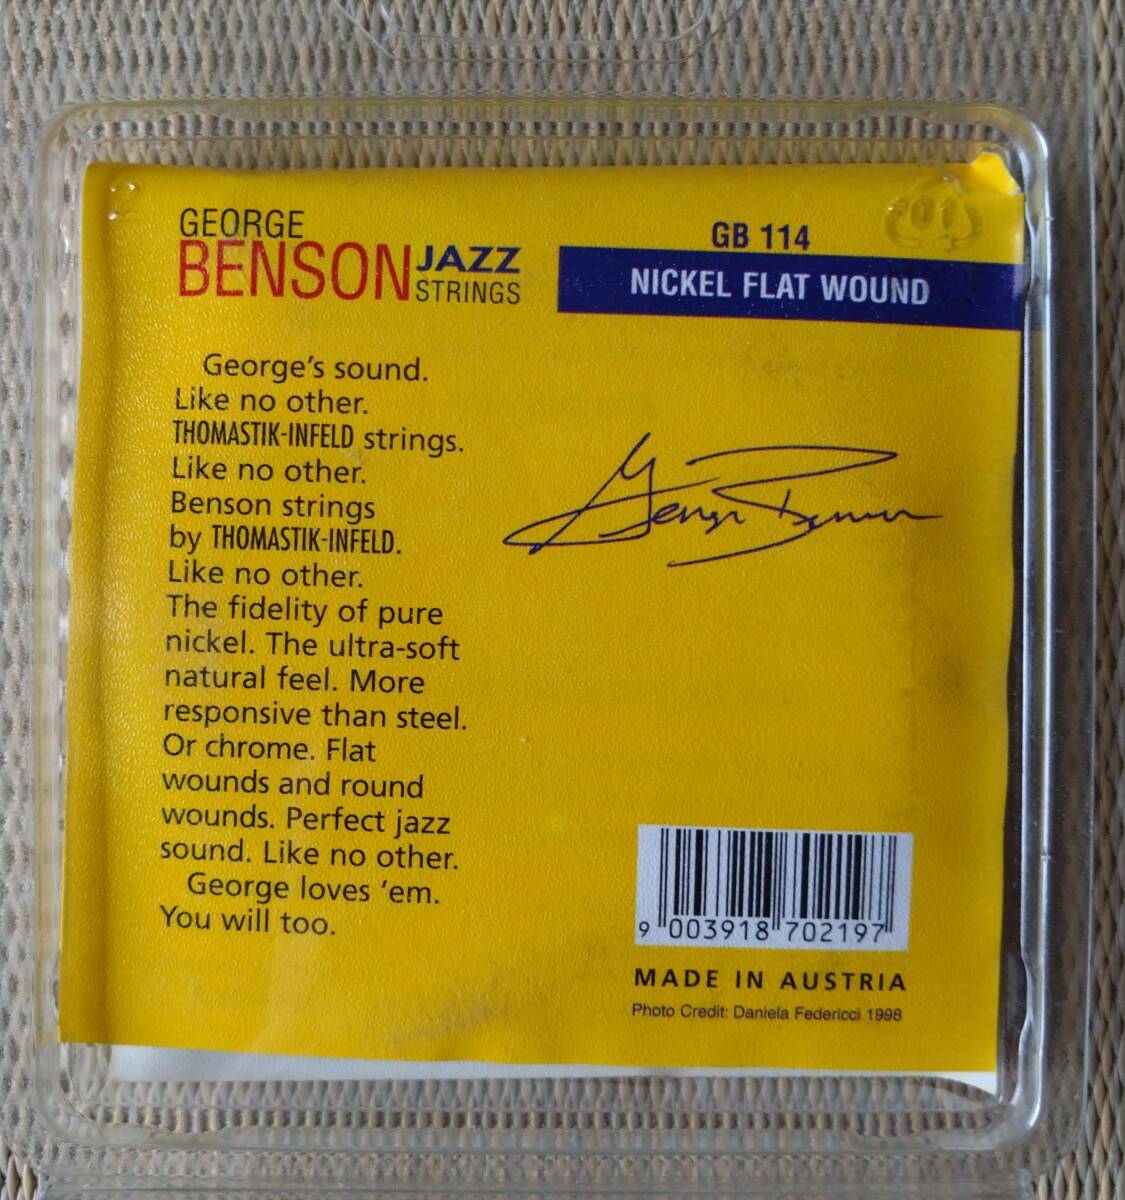 GEORGE
BENSON JAZZ
STRINGS
GB 114
NICKEL FLAT WOUND
George's sound.
Like no other.
THOMASTIK-INFELD strings.
Like no other.
Benson strings
by THOMASTIK-INFELD.
Like no other.
The fidelity of pure
nickel. The ultra-soft
natural feel. More
responsive than steel.
Or chrome. Flat
wounds and round
wounds. Perfect jazz
sound. Like no other.
George loves 'em.
You will too.
George Benson
9 003918 702197
MADE IN AUSTRIA
Photo Credit: Daniela Federicci 1998
01